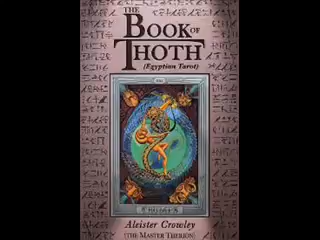 THE
BOOK OF
THOTH
(Egyptian Tarot)
Aleister Crowley
(THE MASTER THERION)